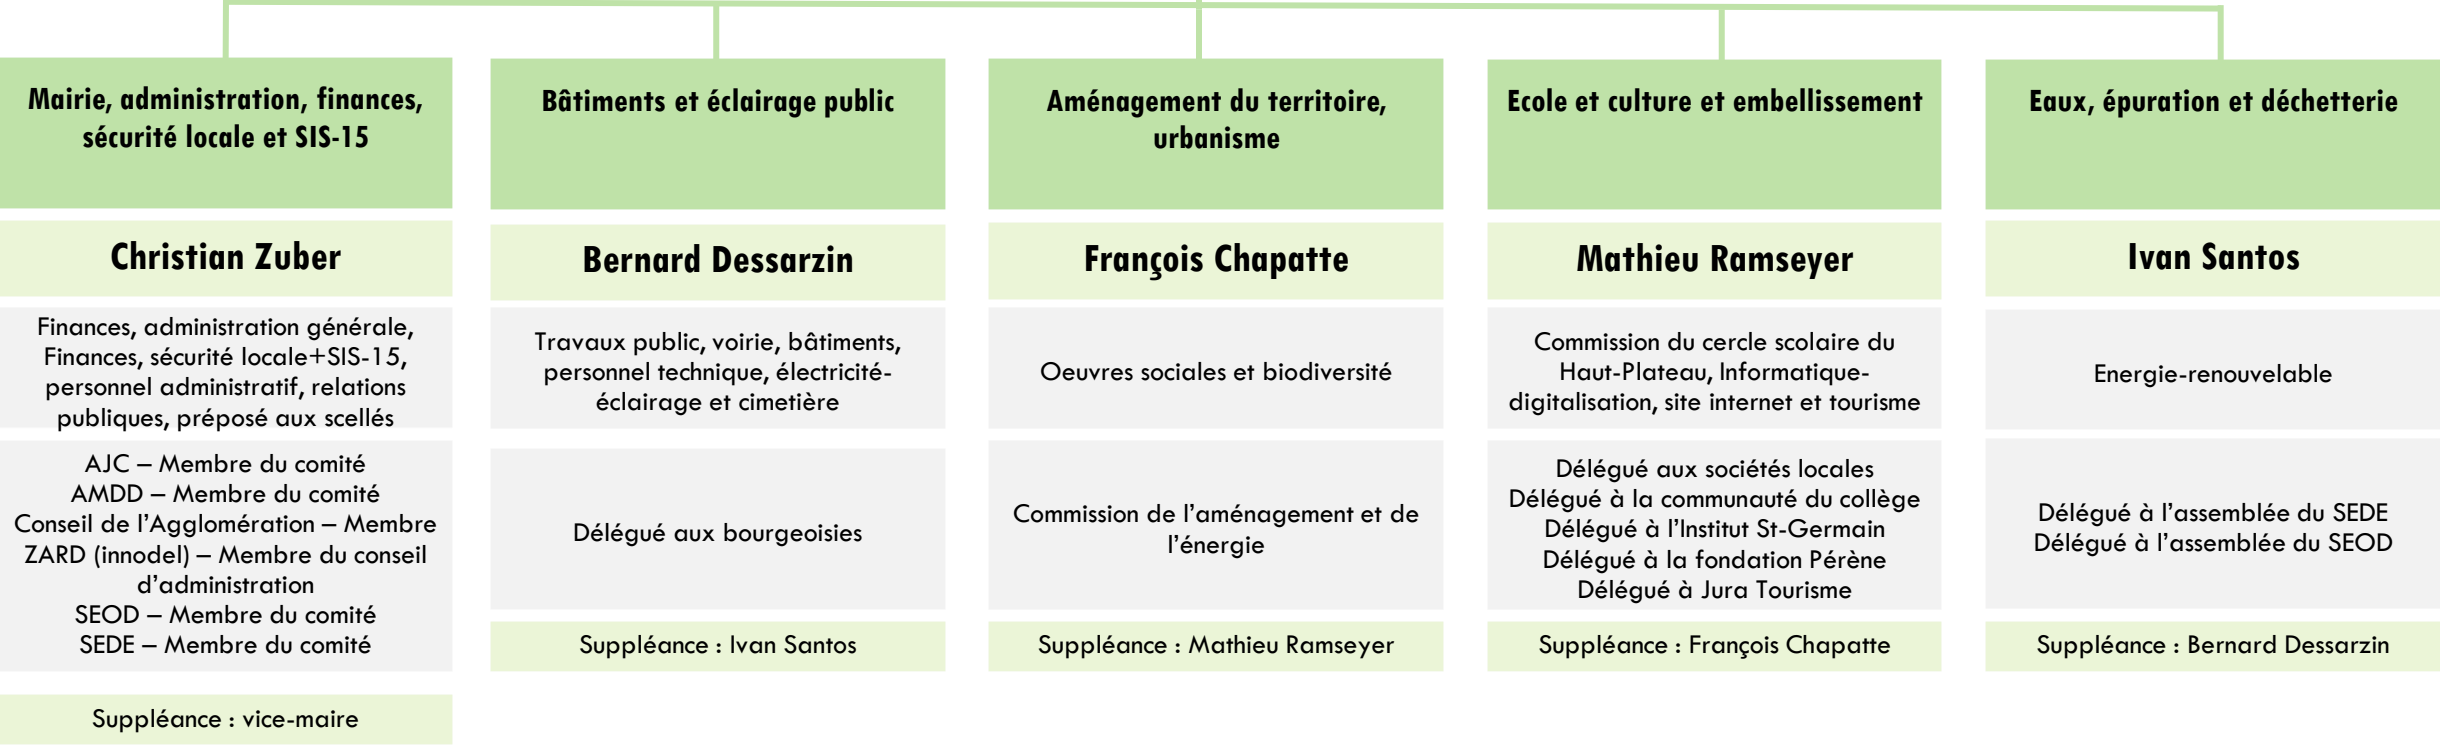 Mairie, administration, finances,
sécurité locale et SIS-15
Christian Zuber
Finances, administration générale,
Finances, sécurité locale+SIS-15,
personnel administratif, relations
publiques, préposé aux scellés
AJC – Membre du comité
AMDD – Membre du comité
Conseil de l’Agglomération – Membre
ZARD (innodel) – Membre du conseil
d’administration
SEOD – Membre du comité
SEDE – Membre du comité
Suppléance : vice-maire
Bâtiments et éclairage public
Bernard Dessarzin
Travaux public, voirie, bâtiments,
personnel technique, électricité-
éclairage et cimetière
Délégué aux bourgeoisies
Suppléance : Ivan Santos
Aménagement du territoire,
urbanisme
François Chapatte
Oeuvres sociales et biodiversité
Commission de l’aménagement et de
l’énergie
Suppléance : Mathieu Ramseyer
Ecole et culture et embellissement
Mathieu Ramseyer
Commission du cercle scolaire du
Haut-Plateau, Informatique-
digitalisation, site internet et tourisme
Délégué aux sociétés locales
Délégué à la communauté du collège
Délégué à l’Institut St-Germain
Délégué à la fondation Pérène
Délégué à Jura Tourisme
Suppléance : François Chapatte
Eaux, épuration et déchetterie
Ivan Santos
Energie-renouvelable
Délégué à l’assemblée du SEDE
Délégué à l’assemblée du SEOD
Suppléance : Bernard Dessarzin